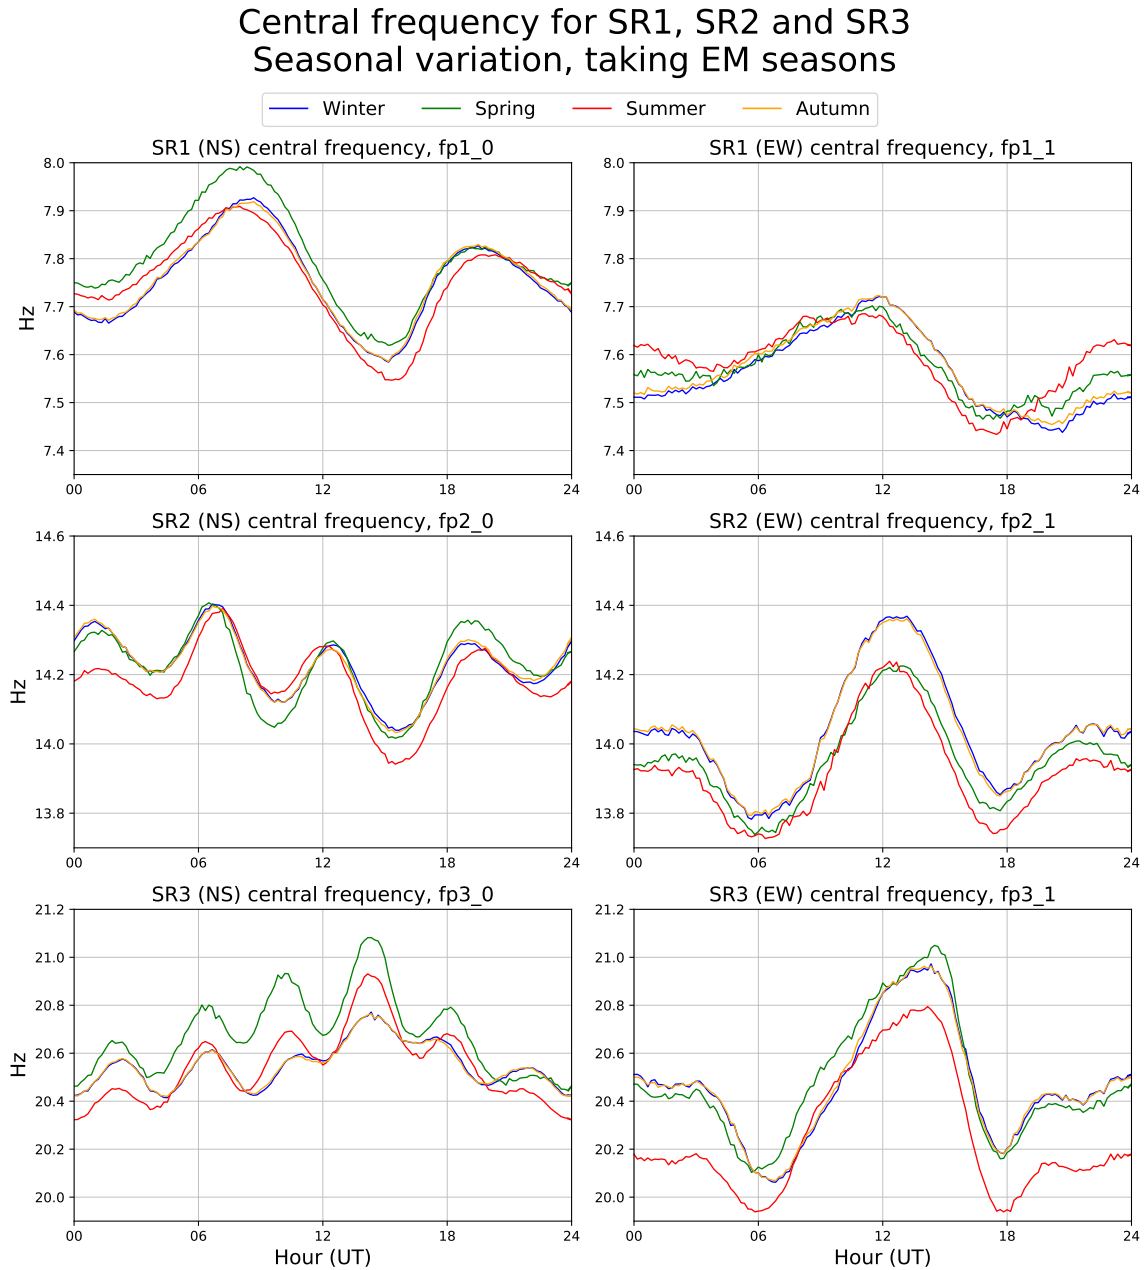 Central frequency for SR1, SR2 and SR3
Seasonal variation, taking EM seasons
Winter Spring Summer Autumn
SR1 (NS) central frequency, fp1_0
8.0
7.9
7.8
7.7
7.6
7.5
7.4
Hz
00 06 12 18 24
SR1 (EW) central frequency, fp1_1
8.0
7.9
7.8
7.7
7.6
7.5
7.4
00 06 12 18 24
SR2 (NS) central frequency, fp2_0
14.6
14.4
14.2
14.0
13.8
Hz
00 06 12 18 24
SR2 (EW) central frequency, fp2_1
14.6
14.4
14.2
14.0
13.8
00 06 12 18 24
SR3 (NS) central frequency, fp3_0
21.2
21.0
20.8
20.6
20.4
20.2
20.0
Hz
00 06 12 18 24
Hour (UT)
SR3 (EW) central frequency, fp3_1
21.2
21.0
20.8
20.6
20.4
20.2
20.0
00 06 12 18 24
Hour (UT)